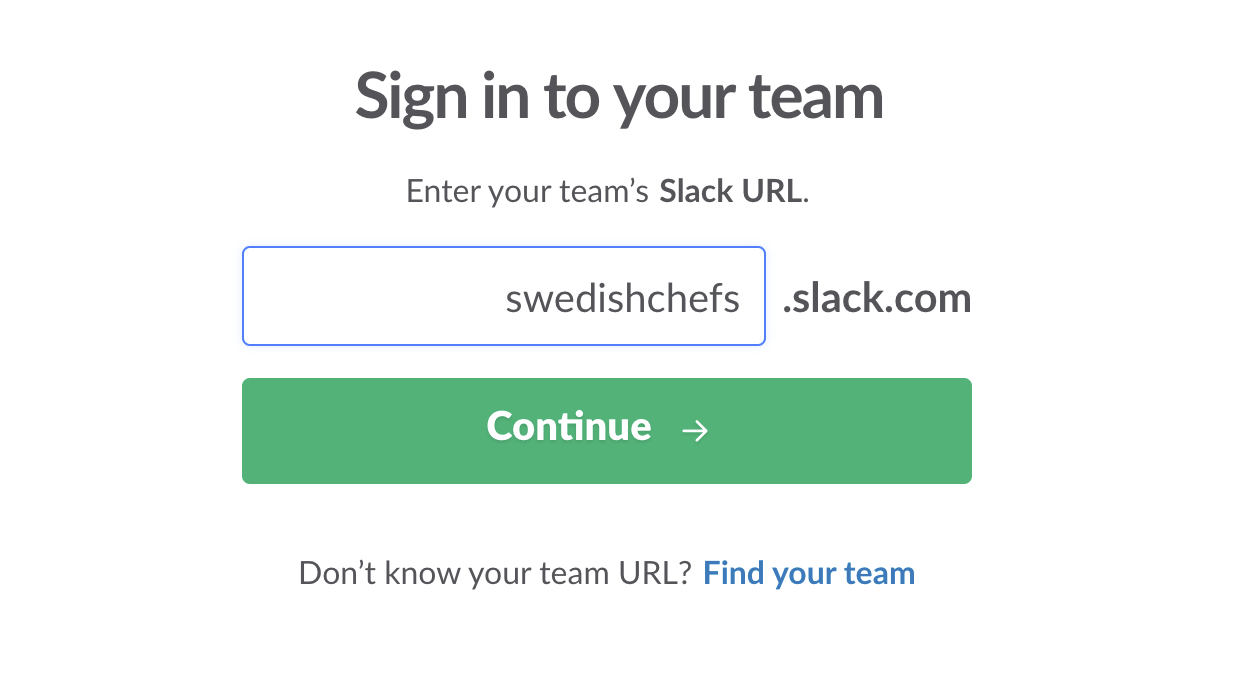 Sign in to your team
Enter your team’s Slack URL.
swedishchefs .slack.com
Continue →
Don’t know your team URL? Find your team